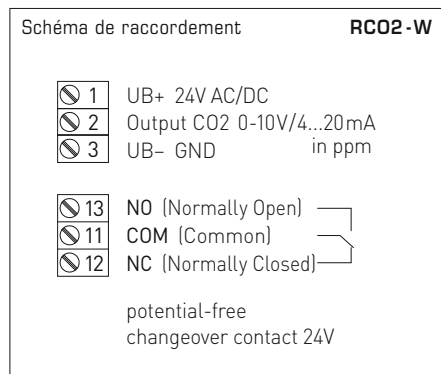 Schéma de raccordement RCO2-W
1 UB+ 24V AC/DC
2 Output CO2 0-10V/4...20mA
3 UB– GND in ppm
13 NO (Normally Open)
11 COM (Common)
12 NC (Normally Closed)
potential-free
changeover contact 24V